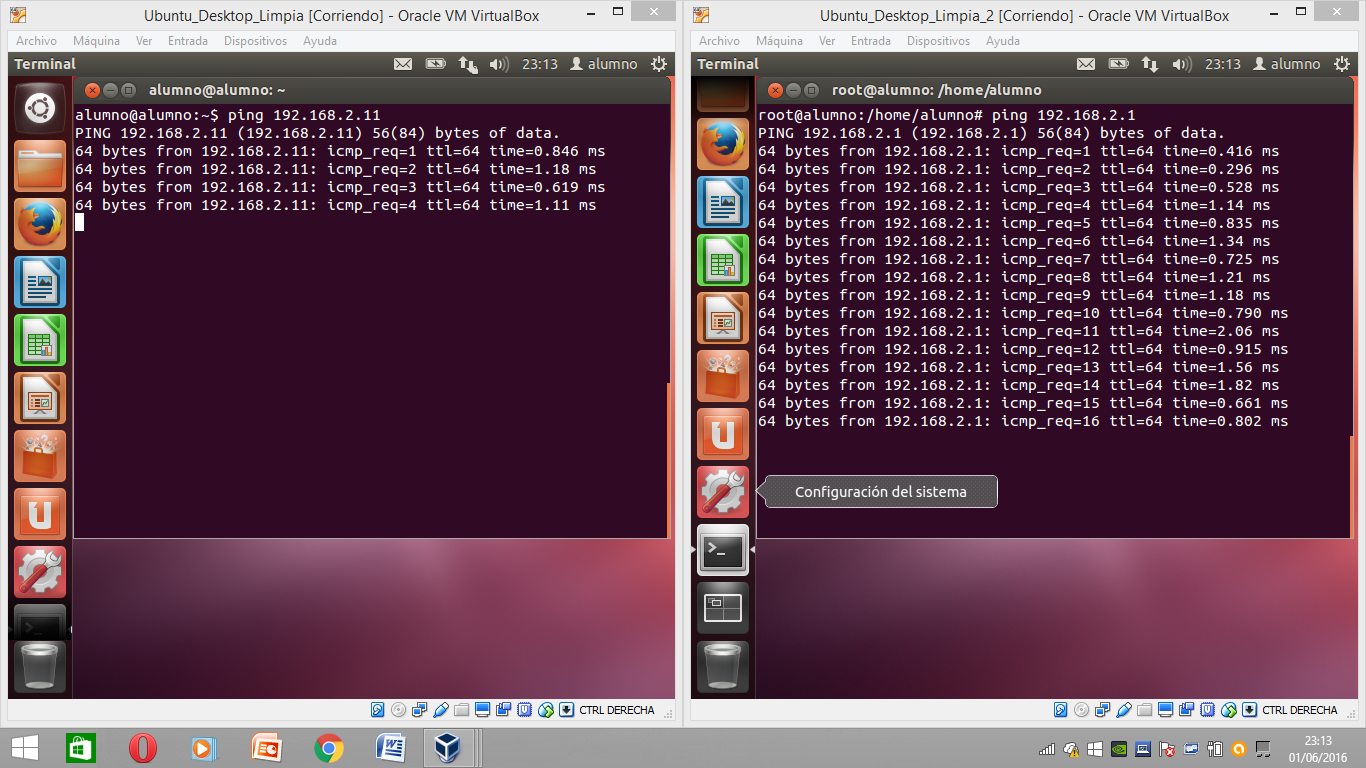 Ubuntu_Desktop_Limpia [Corriendo] - Oracle VM VirtualBox
Archivo Máquina Ver Entrada Dispositivos Ayuda
Terminal 23:13 alumno
alumno@alumno: ~
alumno@alumno:~$ ping 192.168.2.11
PING 192.168.2.11 (192.168.2.11) 56(84) bytes of data.
64 bytes from 192.168.2.11: icmp_req=1 ttl=64 time=0.846 ms
64 bytes from 192.168.2.11: icmp_req=2 ttl=64 time=1.18 ms
64 bytes from 192.168.2.11: icmp_req=3 ttl=64 time=0.619 ms
64 bytes from 192.168.2.11: icmp_req=4 ttl=64 time=1.11 ms
CTRL DERECHA
Ubuntu_Desktop_Limpia_2 [Corriendo] - Oracle VM VirtualBox
Archivo Máquina Ver Entrada Dispositivos Ayuda
Terminal 23:13 alumno
root@alumno: /home/alumno
root@alumno:/home/alumno# ping 192.168.2.1
PING 192.168.2.1 (192.168.2.1) 56(84) bytes of data.
64 bytes from 192.168.2.1: icmp_req=1 ttl=64 time=0.416 ms
64 bytes from 192.168.2.1: icmp_req=2 ttl=64 time=0.296 ms
64 bytes from 192.168.2.1: icmp_req=3 ttl=64 time=0.528 ms
64 bytes from 192.168.2.1: icmp_req=4 ttl=64 time=1.14 ms
64 bytes from 192.168.2.1: icmp_req=5 ttl=64 time=0.835 ms
64 bytes from 192.168.2.1: icmp_req=6 ttl=64 time=1.34 ms
64 bytes from 192.168.2.1: icmp_req=7 ttl=64 time=0.725 ms
64 bytes from 192.168.2.1: icmp_req=8 ttl=64 time=1.21 ms
64 bytes from 192.168.2.1: icmp_req=9 ttl=64 time=1.18 ms
64 bytes from 192.168.2.1: icmp_req=10 ttl=64 time=0.790 ms
64 bytes from 192.168.2.1: icmp_req=11 ttl=64 time=2.06 ms
64 bytes from 192.168.2.1: icmp_req=12 ttl=64 time=0.915 ms
64 bytes from 192.168.2.1: icmp_req=13 ttl=64 time=1.56 ms
64 bytes from 192.168.2.1: icmp_req=14 ttl=64 time=1.82 ms
64 bytes from 192.168.2.1: icmp_req=15 ttl=64 time=0.661 ms
64 bytes from 192.168.2.1: icmp_req=16 ttl=64 time=0.802 ms
Configuración del sistema
CTRL DERECHA
23:13
01/06/2016